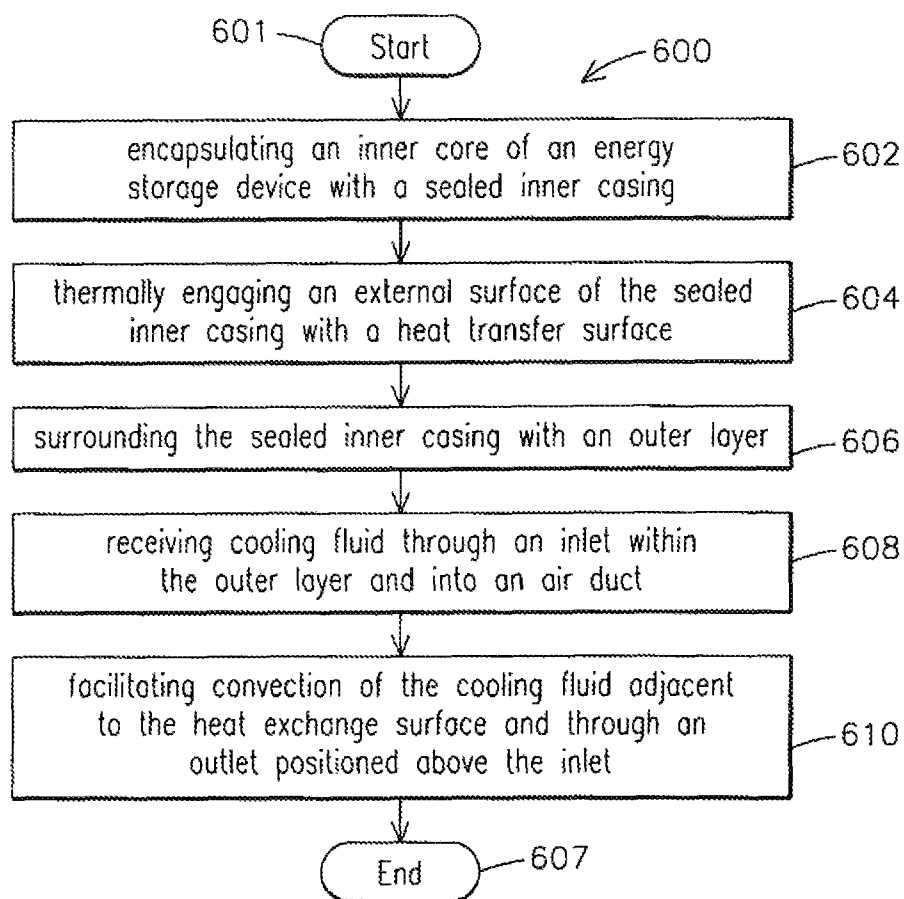 601
Start
600
encapsulating an inner core of an energy
storage device with a sealed inner casing
602
thermally engaging an external surface of the sealed
inner casing with a heat transfer surface
604
surrounding the sealed inner casing with an outer layer
606
receiving cooling fluid through an inlet within
the outer layer and into an air duct
608
facilitating convection of the cooling fluid adjacent
to the heat exchange surface and through an
outlet positioned above the inlet
610
End
607